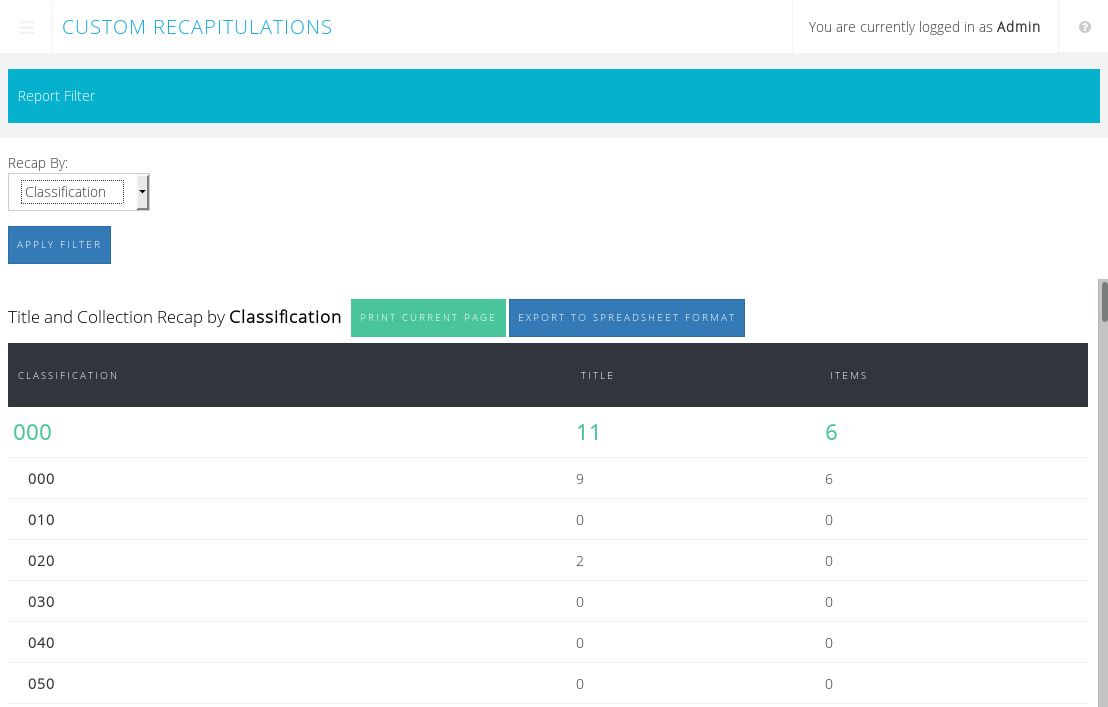 CUSTOM RECAPITULATIONS
You are currently logged in as Admin
Report Filter
Recap By:
Classification
APPLY FILTER
Title and Collection Recap by Classification PRINT CURRENT PAGE EXPORT TO SPREADSHEET FORMAT
CLASSIFICATION TITLE ITEMS
000 11 6
000 9 6
010 0 0
020 2 0
030 0 0
040 0 0
050 0 0